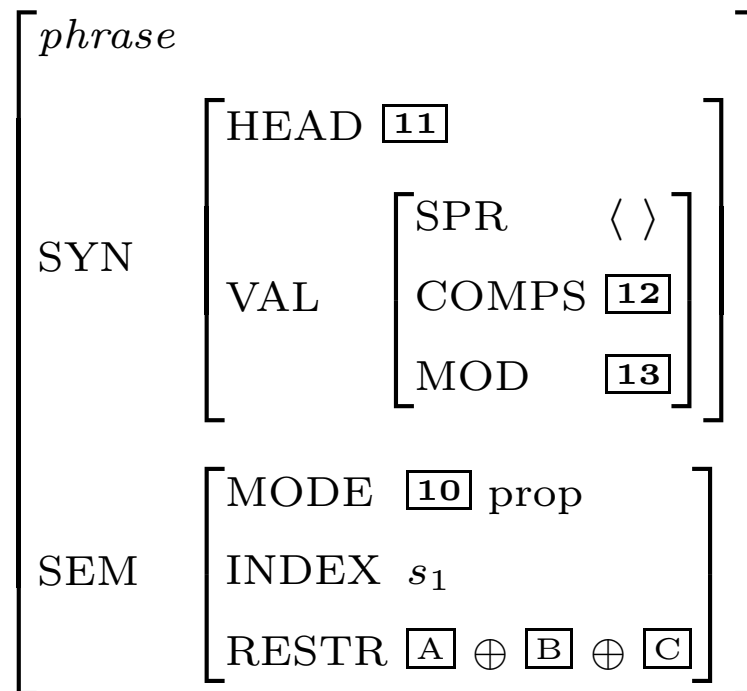 phrase
HEAD 11
SPR ⟨ ⟩
SYN
VAL
COMPS 12
MOD 13
MODE 10 prop
SEM
INDEX s₁
RESTR A ⊕ B ⊕ C